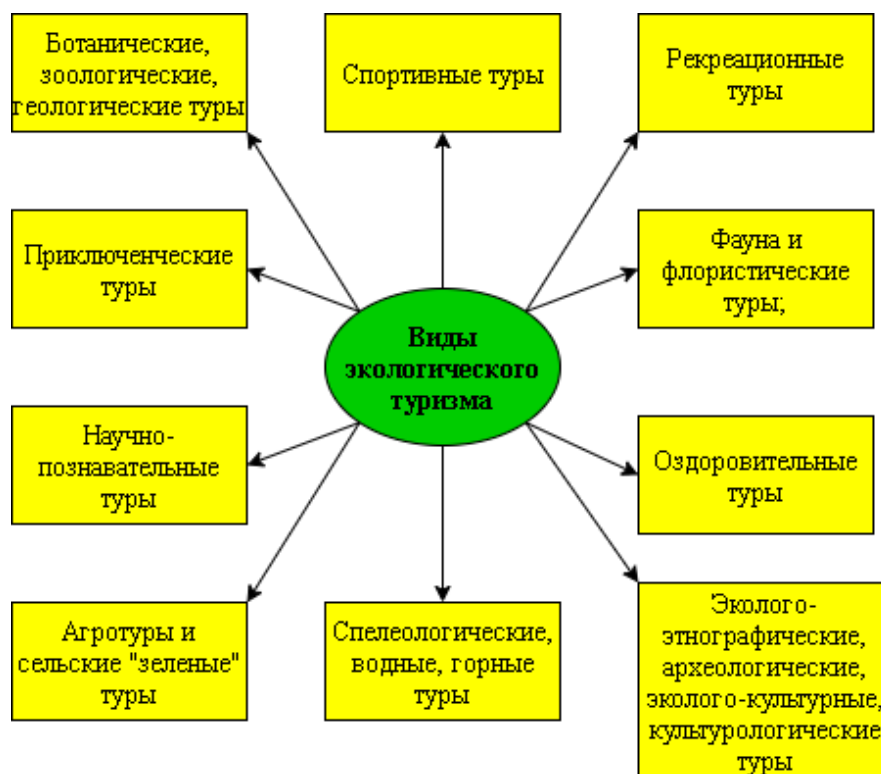 Ботанические,
зоологические,
геологические туры
Спортивные туры
Рекреационные
туры
Приключенческие
туры
Фауна и
флористические
туры;
Виды
экологического
туризма
Научно-
познавательные
туры
Оздоровительные
туры
Агротуры и
сельские "зеленые"
туры
Спелеологические,
водные, горные
туры
Эколого-
этнографические,
археологические,
эколого-культурные,
культурологические
туры